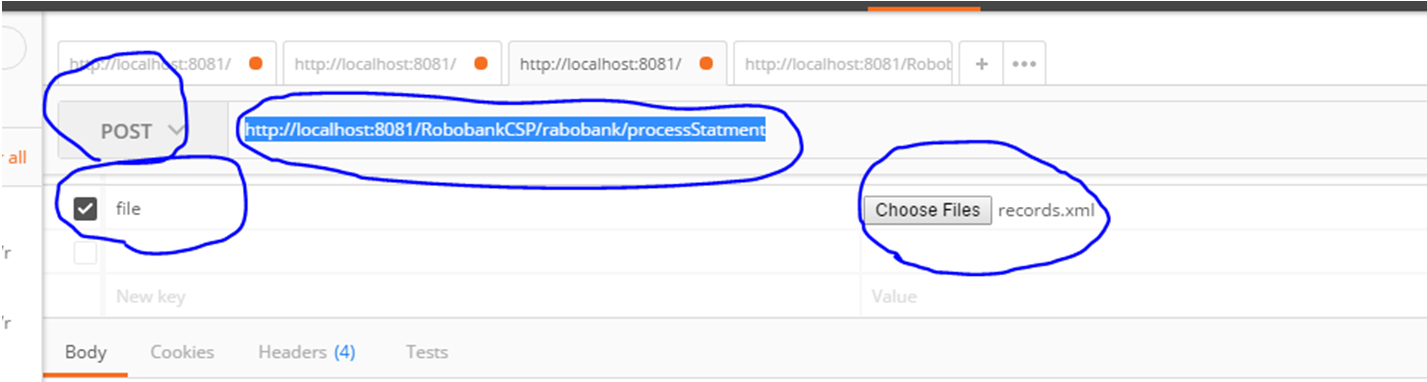 http://localhost:8081/ http://localhost:8081/ http://localhost:8081/ http://localhost:8081/Robob + •••
POST http://localhost:8081/RobobankCSP/rabobank/processStatment
r all
file Choose Files records.xml
'/r
New key Value
'/r
Body Cookies Headers (4) Tests